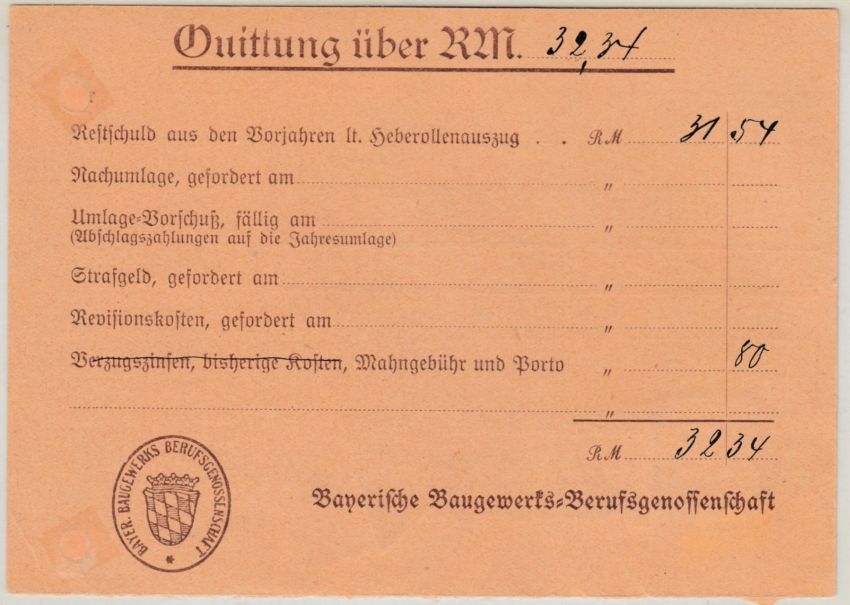 Quittung über RM. 32,34
Restschuld aus den Vorjahren lt. Heberollenauszug . . RM 31 54
Nachumlage, gefordert am "
Umlage-Vorschuß, fällig am "
(Abschlagszahlungen auf die Jahresumlage)
Strafgeld, gefordert am "
Revisionskosten, gefordert am "
Verzugszinsen, bisherige Kosten, Mahngebühr und Porto " 80
"
RM 32 34
BAYER. BAUGEWERKS BERUFSGENOSSENSCHAFT *
Bayerische Baugewerks-Berufsgenossenschaft